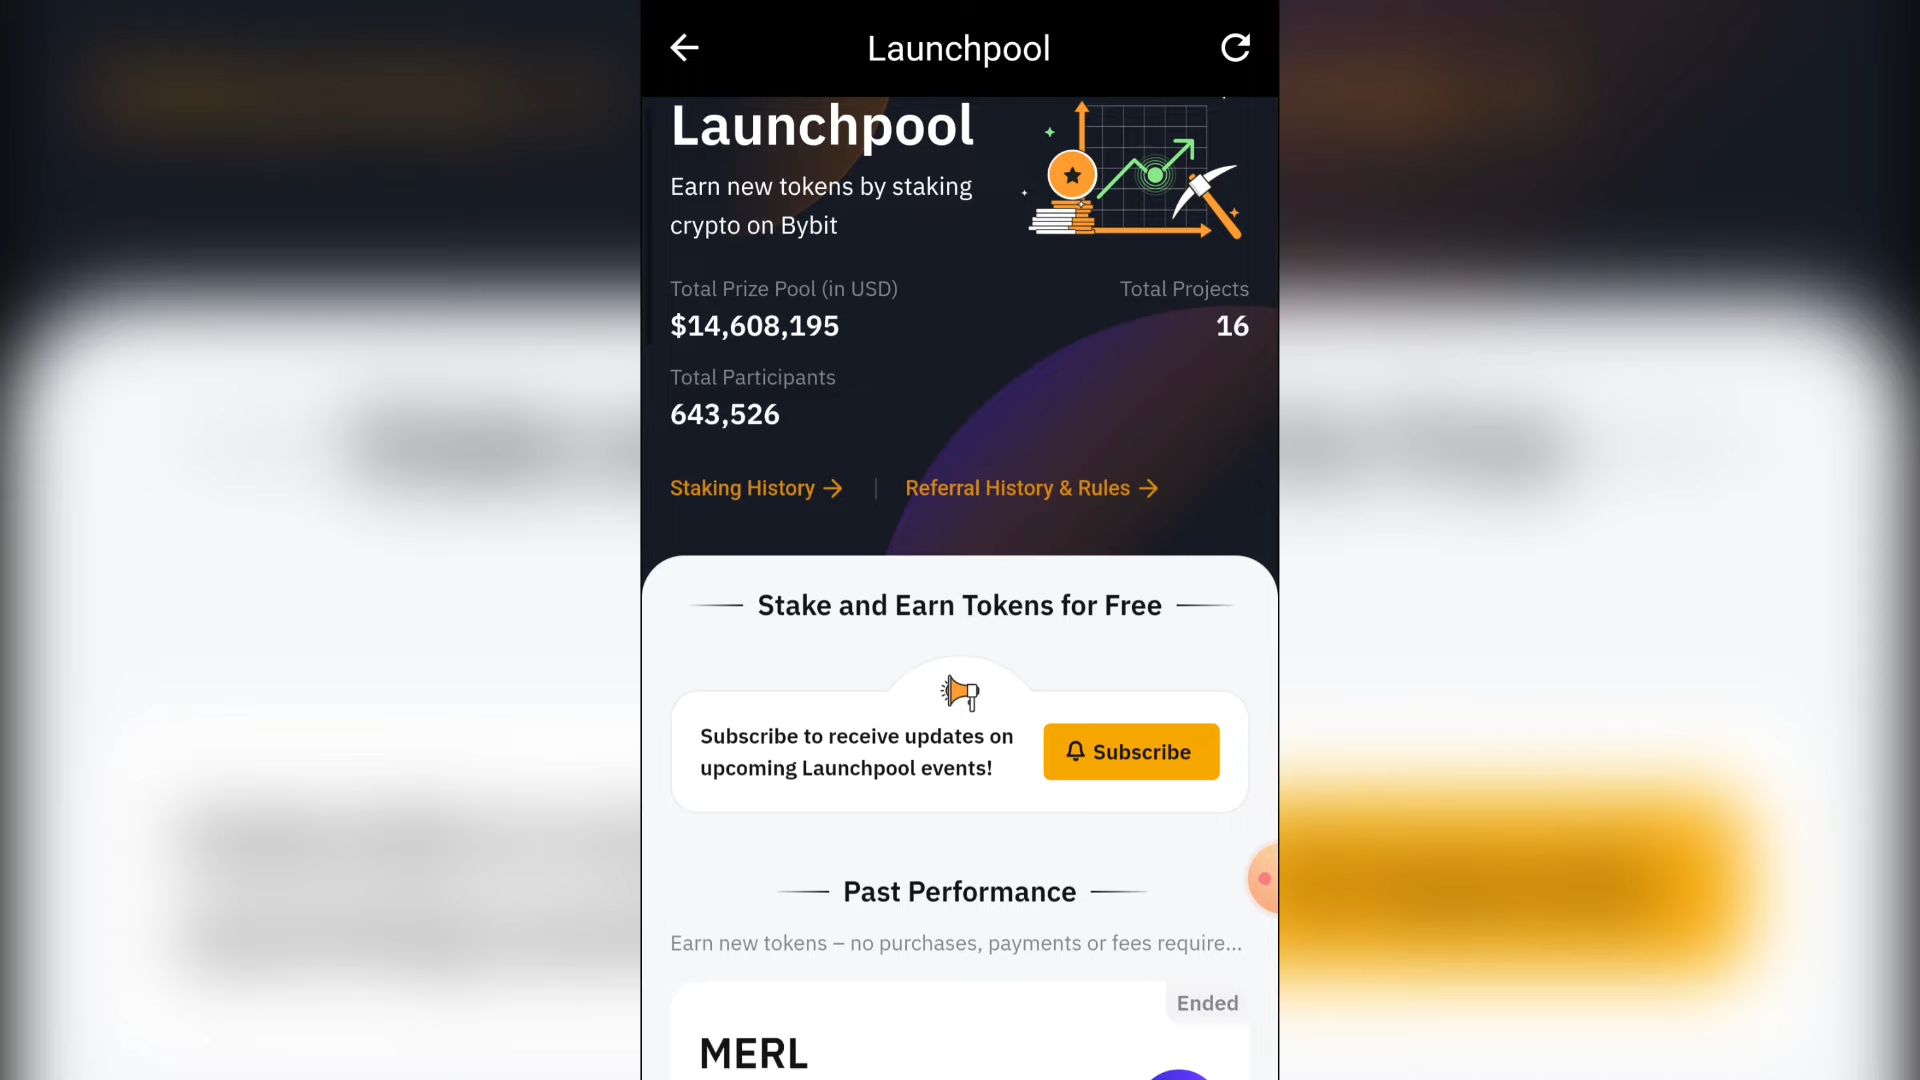 Launchpool
Launchpool
Earn new tokens by staking
crypto on Bybit
Total Prize Pool (in USD)
Total Projects
$14,608,195
16
Total Participants
643,526
Staking History
Referral History & Rules
Stake and Earn Tokens for Free
Subscribe to receive updates on
upcoming Launchpool events!
Subscribe
Past Performance
Earn new tokens – no purchases, payments or fees require...
Ended
MERL